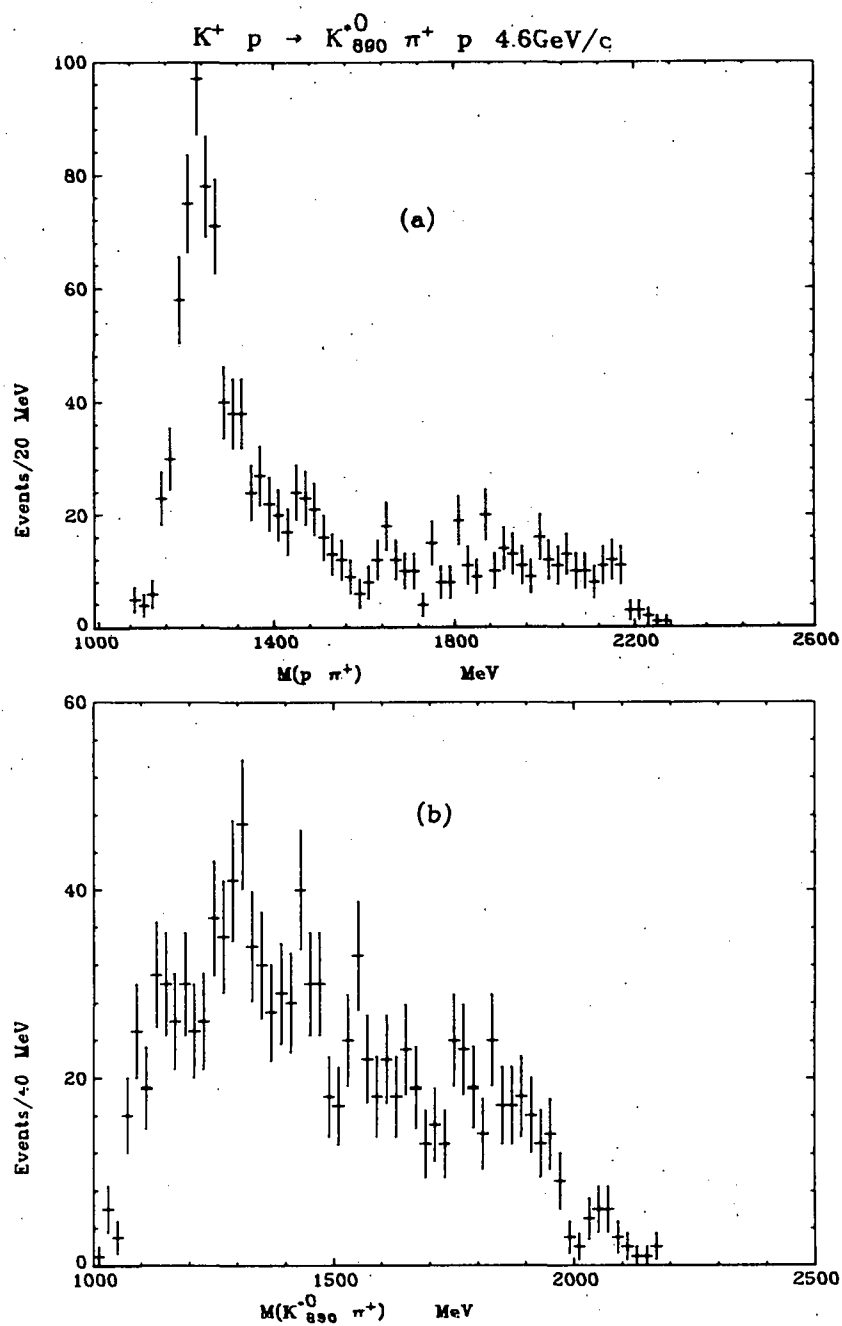 K⁺ p → K*⁰₈₉₀ π⁺ p 4.6GeV/c
100
80
60
40
20
0
Events/20 MeV
(a)
1000 1400 1800 2200 2600
M(p π⁺) MeV
60
40
20
0
Events/40 MeV
(b)
1000 1500 2000 2500
M(K*⁰₈₉₀ π⁺) MeV